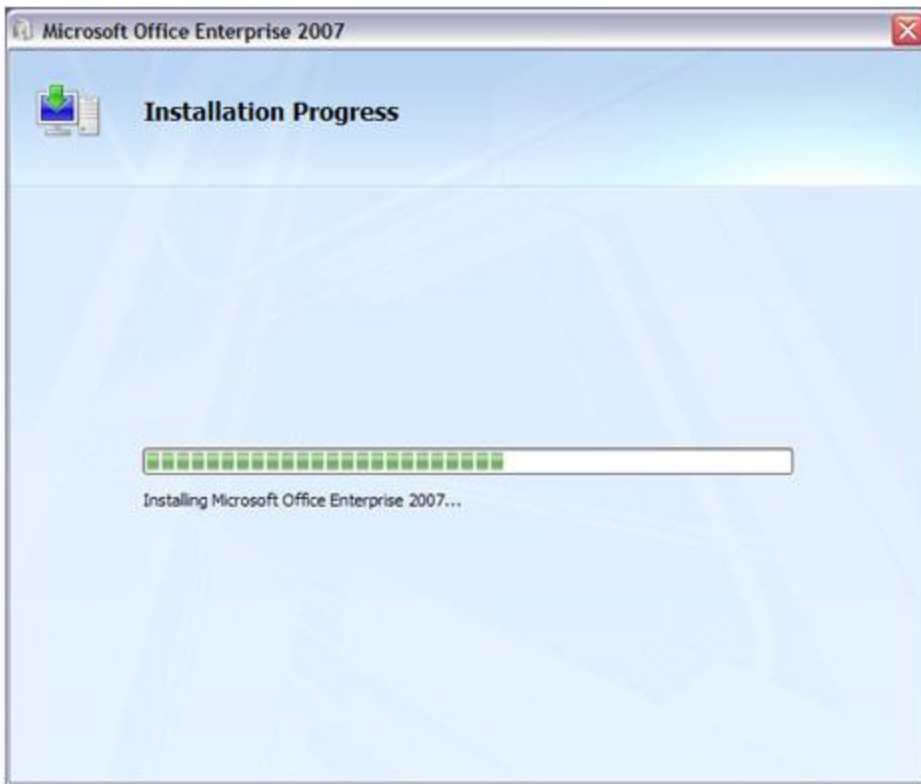 Microsoft Office Enterprise 2007
Installation Progress
Installing Microsoft Office Enterprise 2007...